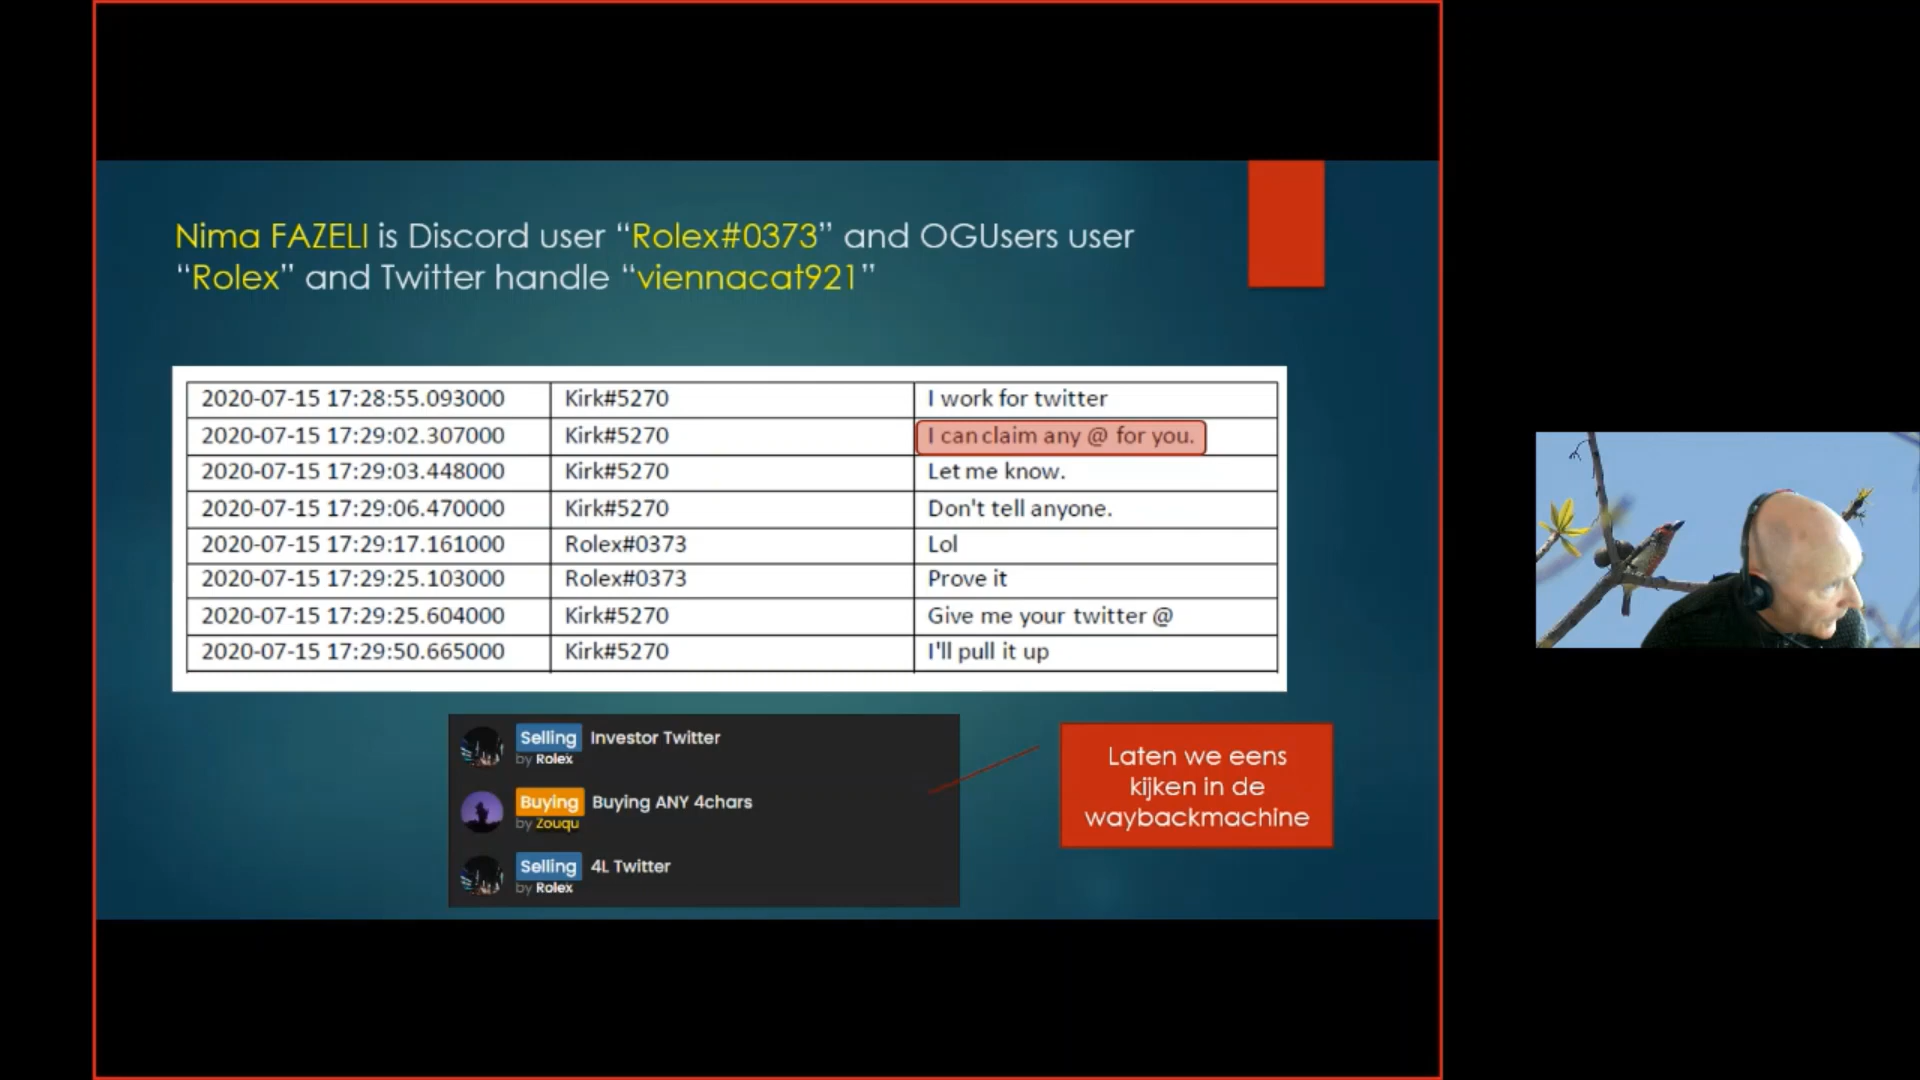 Nima FAZELI is Discord user “Rolex#0373” and OGUsers user
“Rolex” and Twitter handle “viennacat921”
2020-07-15 17:28:55.093000 Kirk#5270 I work for twitter
2020-07-15 17:29:02.307000 Kirk#5270 I can claim any @ for you.
2020-07-15 17:29:03.448000 Kirk#5270 Let me know.
2020-07-15 17:29:06.470000 Kirk#5270 Don't tell anyone.
2020-07-15 17:29:17.161000 Rolex#0373 Lol
2020-07-15 17:29:25.103000 Rolex#0373 Prove it
2020-07-15 17:29:25.604000 Kirk#5270 Give me your twitter @
2020-07-15 17:29:50.665000 Kirk#5270 I'll pull it up
Selling Investor Twitter
by Rolex
Buying Buying ANY 4chars
by Zouqu
Selling 4L Twitter
by Rolex
Laten we eens
kijken in de
waybackmachine